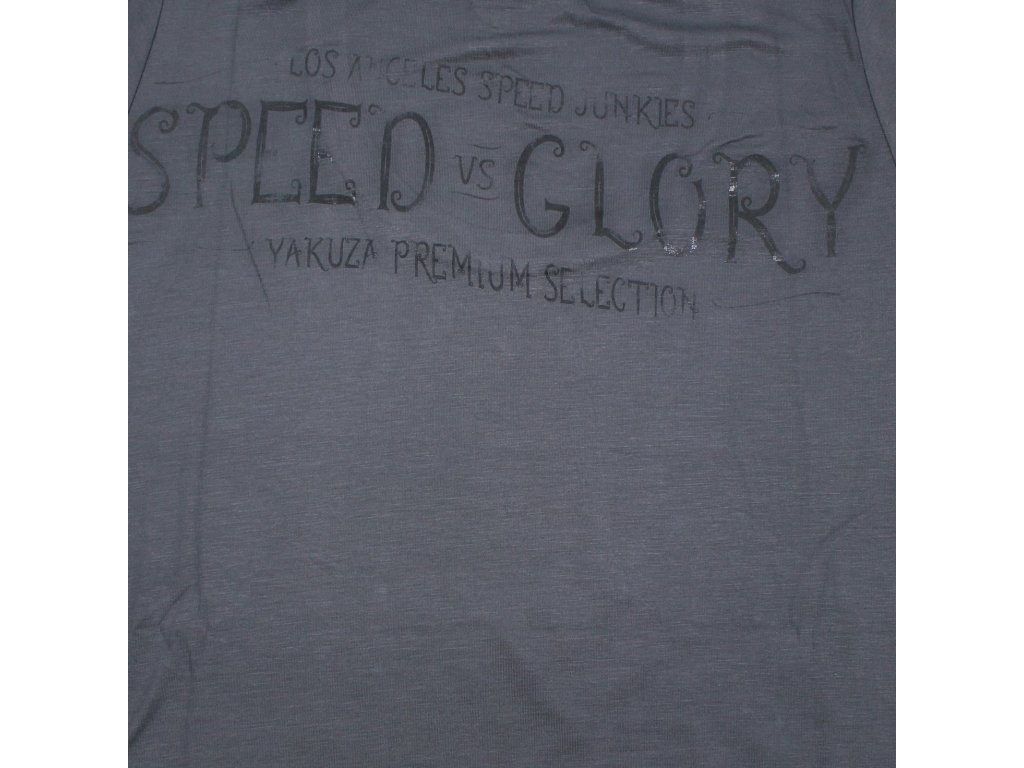 LOS ANGELES SPEED JUNKIES
SPEED VS GLORY
YAKUZA PREMIUM SELECTION